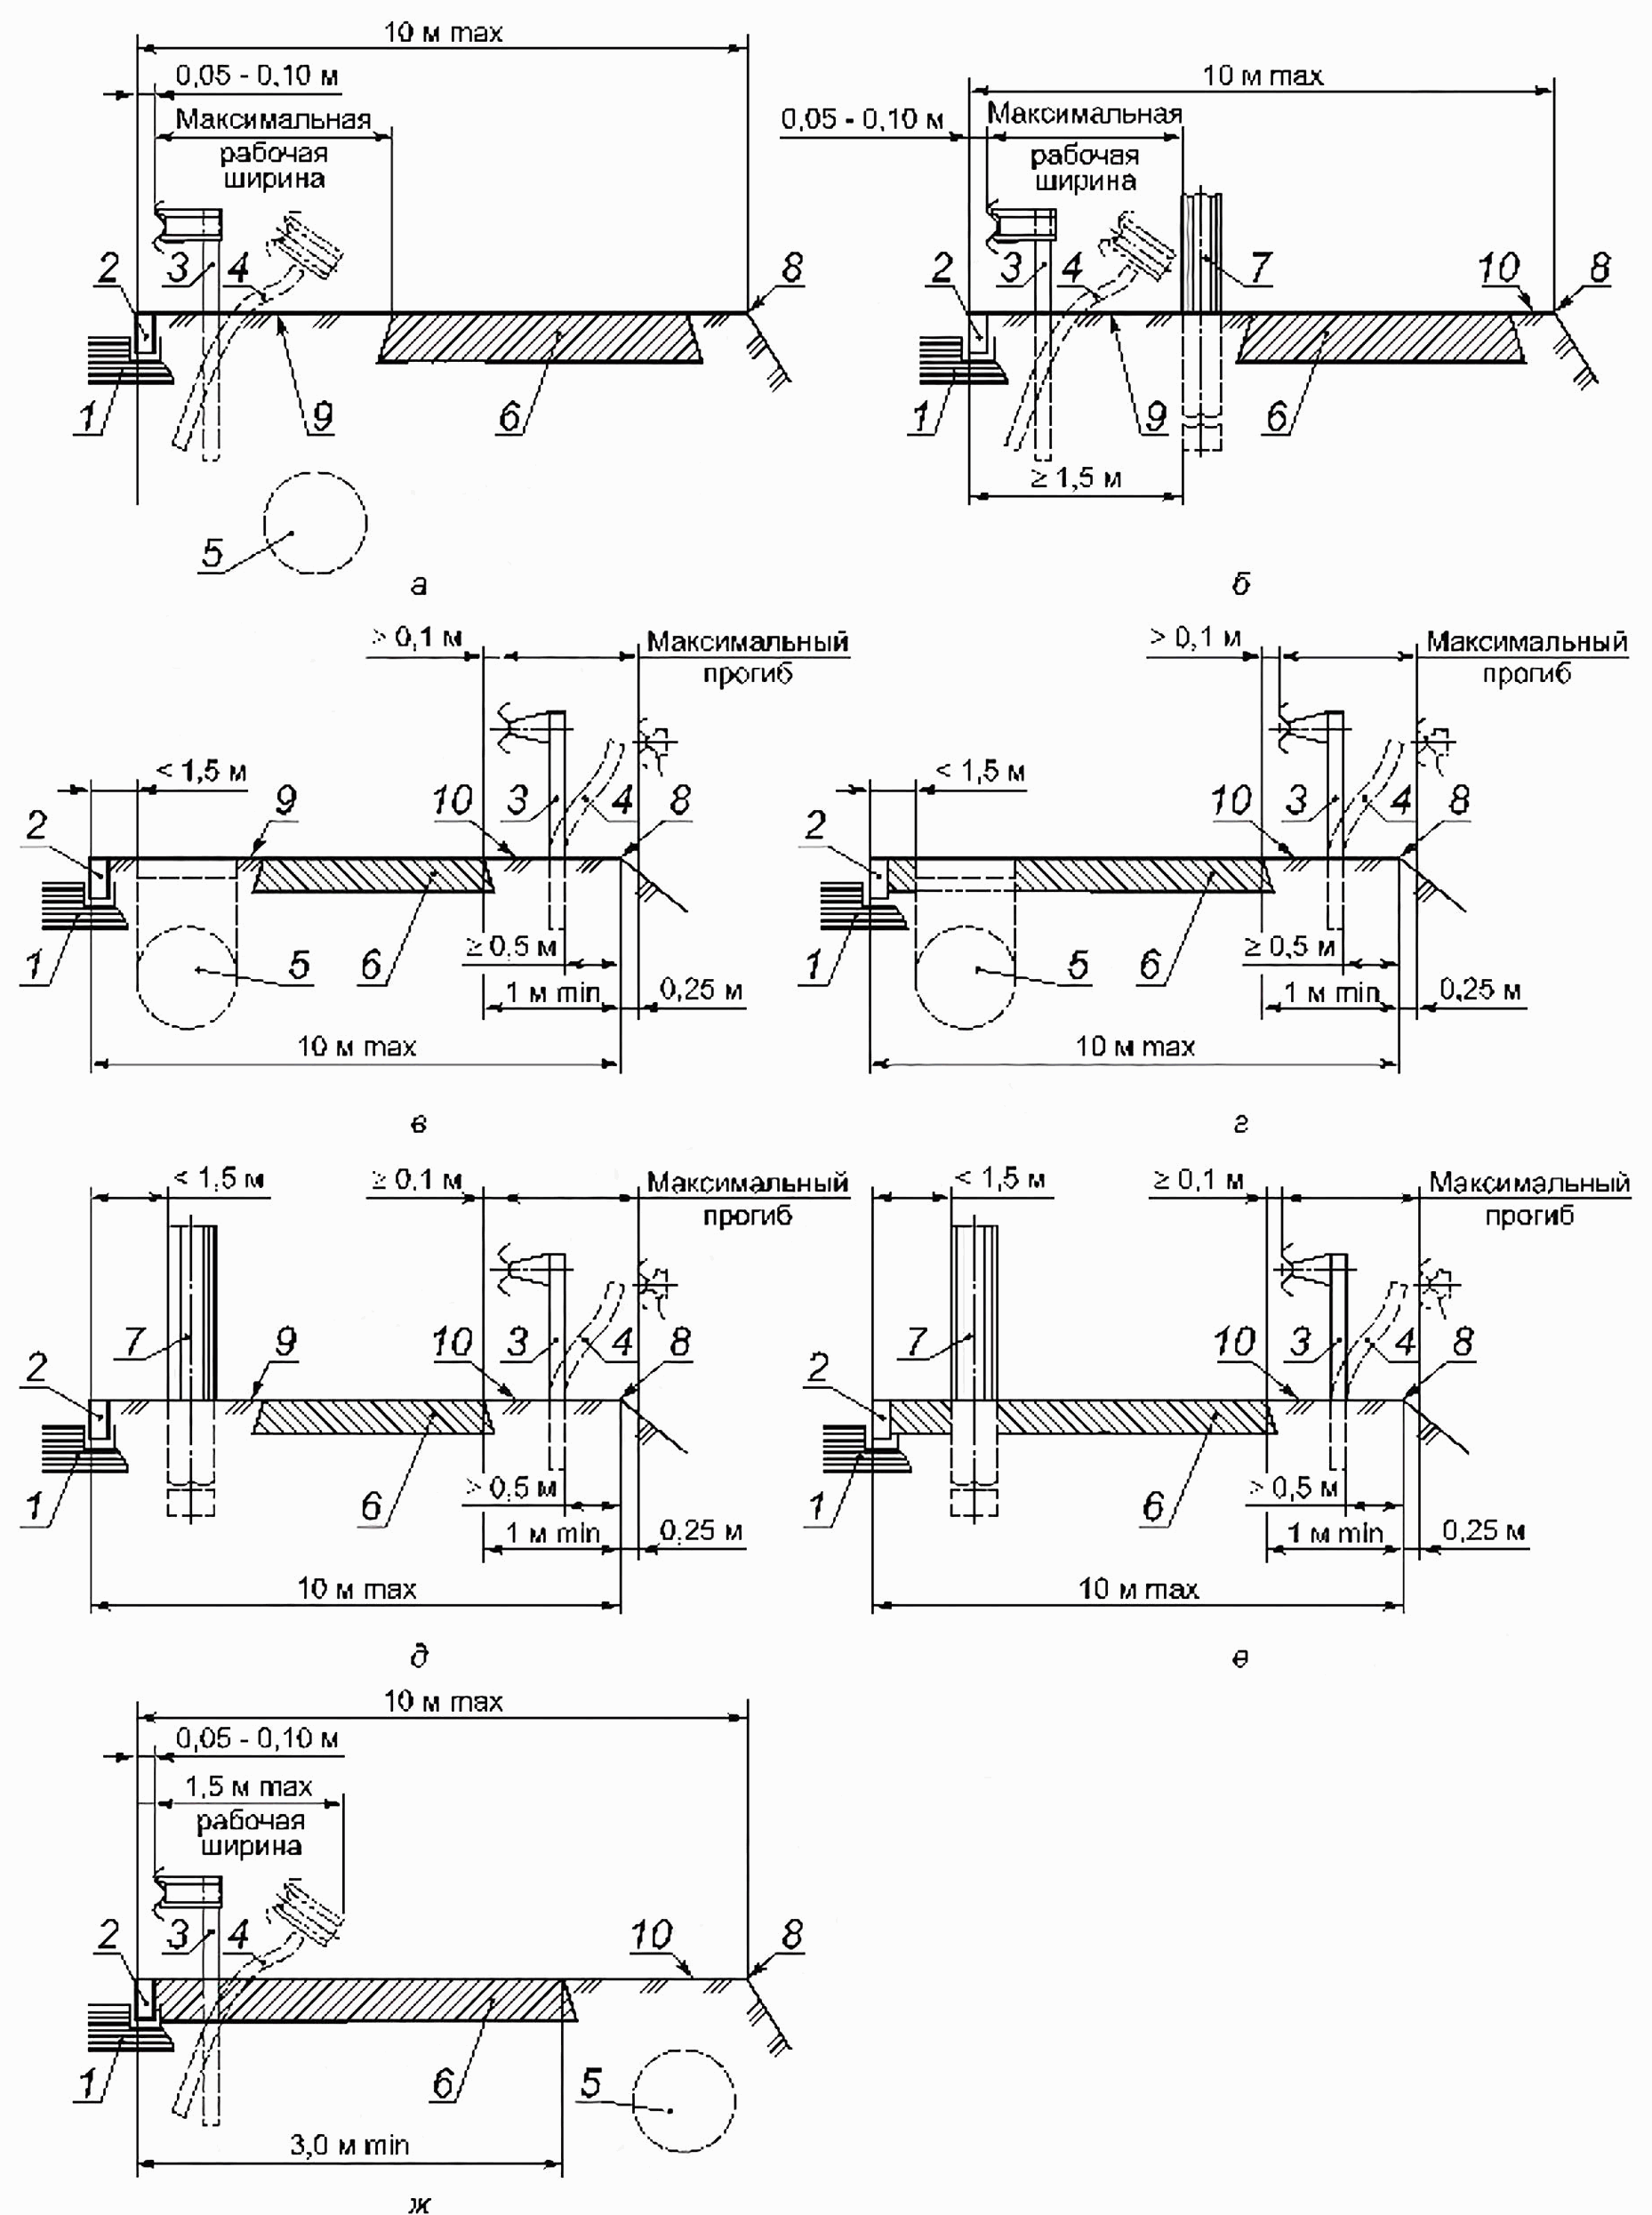 10 м max
0,05 - 0,10 м
Максимальная
рабочая
ширина
2
3
4
8
1
9
6
5
а
10 м max
0,05 - 0,10 м
Максимальная
рабочая
ширина
2
3
4
7
10
8
1
9
6
≥ 1,5 м
б
> 0,1 м
Максимальный
прогиб
< 1,5 м
2
9
10
3
4
8
1
5
6
≥ 0,5 м
1 м min
0,25 м
10 м max
в
> 0,1 м
Максимальный
прогиб
< 1,5 м
2
10
3
4
8
1
5
6
≥ 0,5 м
1 м min
0,25 м
10 м max
г
< 1,5 м
≥ 0,1 м
Максимальный
прогиб
2
7
9
10
3
4
8
1
6
> 0,5 м
1 м min
0,25 м
10 м max
д
< 1,5 м
≥ 0,1 м
Максимальный
прогиб
2
7
10
3
4
8
1
6
> 0,5 м
1 м min
0,25 м
10 м max
е
10 м max
0,05 - 0,10 м
1,5 м max
рабочая
ширина
2
3
4
10
8
1
6
5
3,0 м min
ж